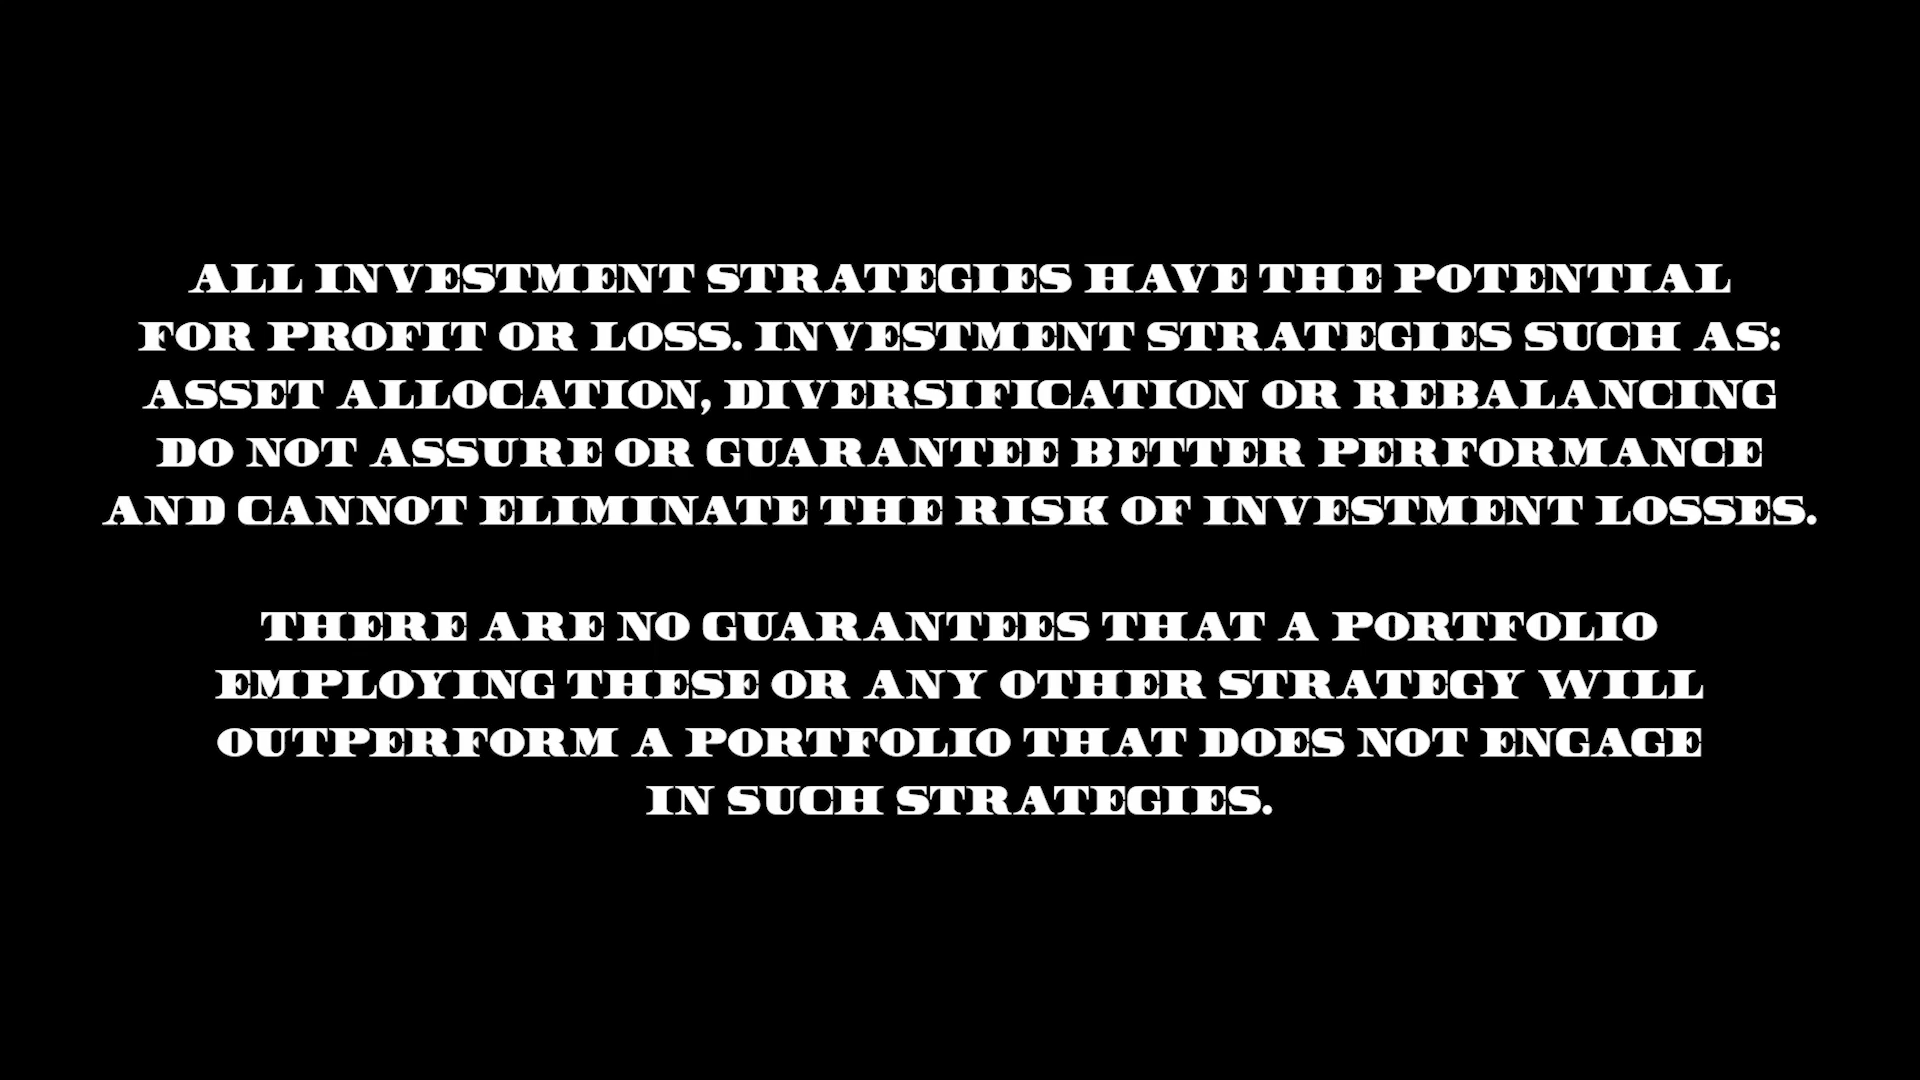 ALL INVESTMENT STRATEGIES HAVE THE POTENTIAL
FOR PROFIT OR LOSS. INVESTMENT STRATEGIES SUCH AS:
ASSET ALLOCATION, DIVERSIFICATION OR REBALANCING
DO NOT ASSURE OR GUARANTEE BETTER PERFORMANCE
AND CANNOT ELIMINATE THE RISK OF INVESTMENT LOSSES.
THERE ARE NO GUARANTEES THAT A PORTFOLIO
EMPLOYING THESE OR ANY OTHER STRATEGY WILL
OUTPERFORM A PORTFOLIO THAT DOES NOT ENGAGE
IN SUCH STRATEGIES.